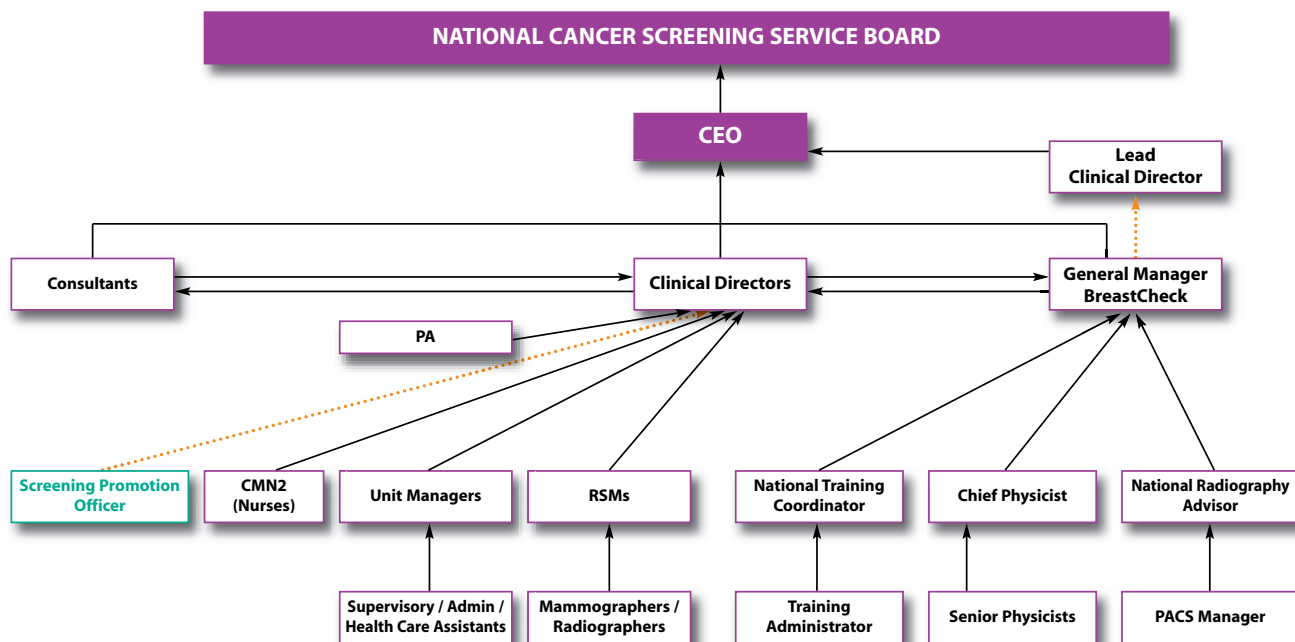 NATIONAL CANCER SCREENING SERVICE BOARD
CEO
Lead
Clinical Director
Consultants
Clinical Directors
General Manager
BreastCheck
PA
Screening Promotion
Officer
CMN2
(Nurses)
Unit Managers
RSMs
National Training
Coordinator
Chief Physicist
National Radiography
Advisor
Supervisory / Admin /
Health Care Assistants
Mammographers /
Radiographers
Training
Administrator
Senior Physicists
PACS Manager